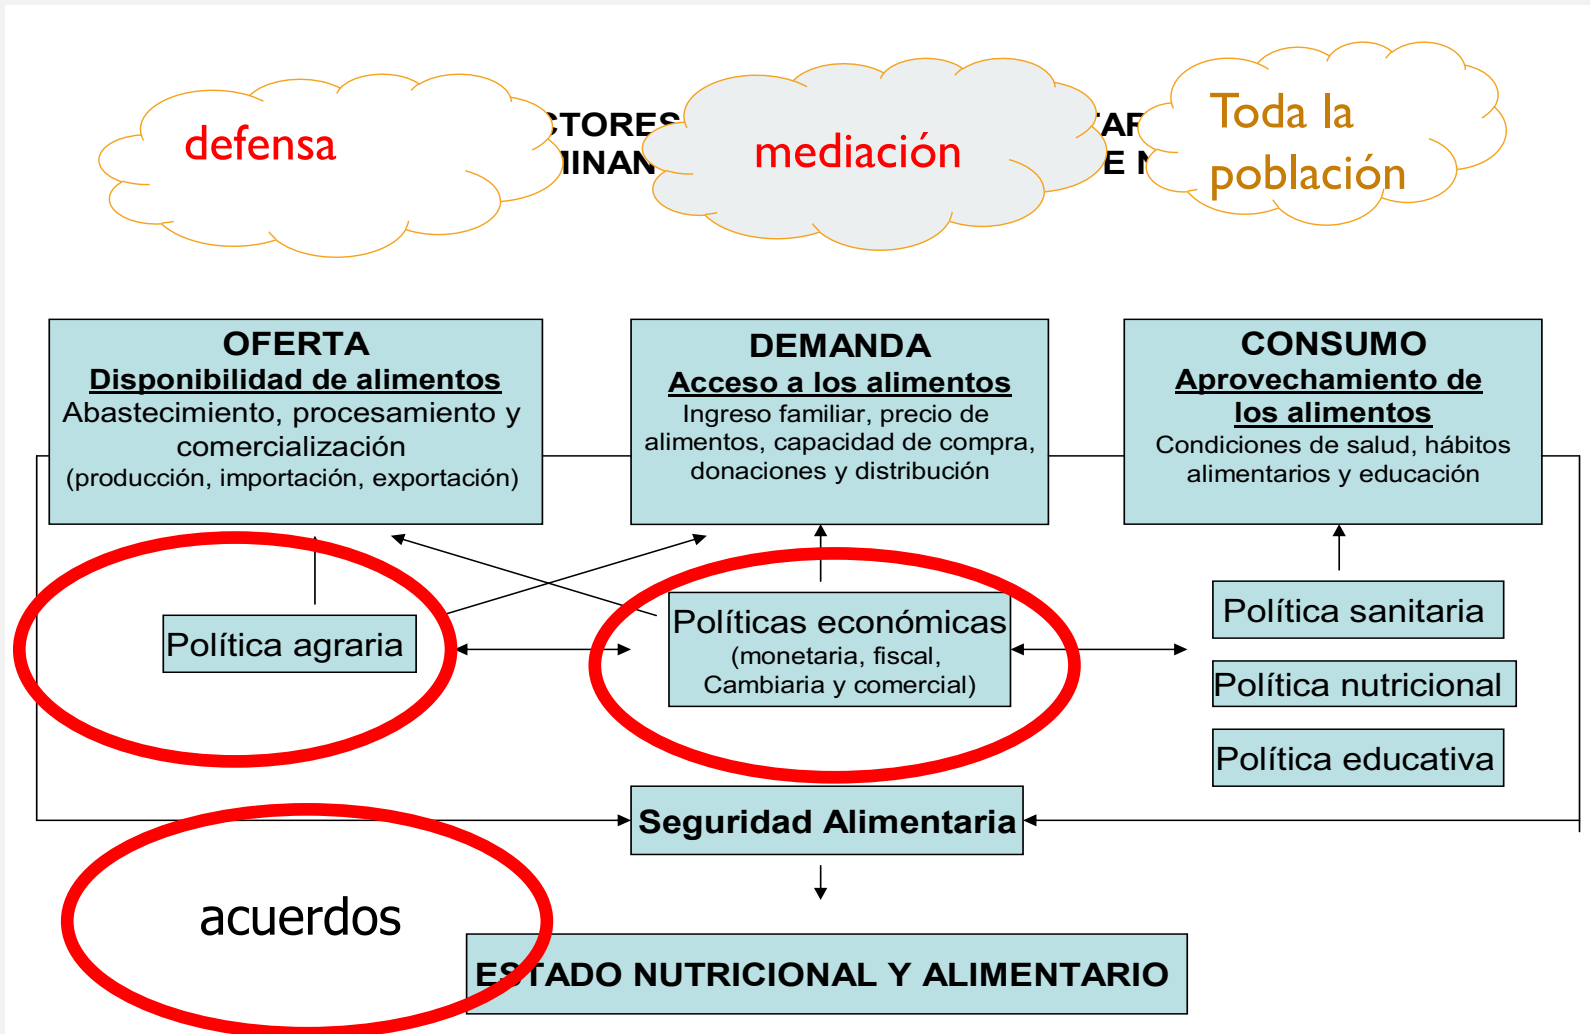 defensa
mediación
Toda la
población
OFERTA
Disponibilidad de alimentos
Abastecimiento, procesamiento y
comercialización
(producción, importación, exportación)
DEMANDA
Acceso a los alimentos
Ingreso familiar, precio de
alimentos, capacidad de compra,
donaciones y distribución
CONSUMO
Aprovechamiento de
los alimentos
Condiciones de salud, hábitos
alimentarios y educación
Política agraria
Políticas económicas
(monetaria, fiscal,
Cambiaria y comercial)
Política sanitaria
Política nutricional
Política educativa
Seguridad Alimentaria
acuerdos
ESTADO NUTRICIONAL Y ALIMENTARIO